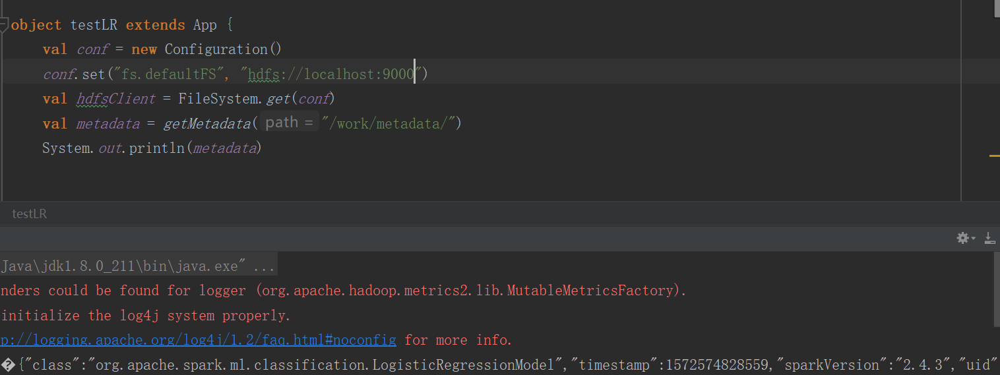 object testLR extends App {
val conf = new Configuration()
conf.set("fs.defaultFS", "hdfs://localhost:9000")
val hdfsClient = FileSystem.get(conf)
val metadata = getMetadata( path = "/work/metadata/")
System.out.println(metadata)
testLR
Java\jdk1.8.0_211\bin\java.exe" ...
nders could be found for logger (org.apache.hadoop.metrics2.lib.MutableMetricsFactory).
initialize the log4j system properly.
p://logging.apache.org/log4j/1.2/faq.html#noconfig for more info.
�{"class":"org.apache.spark.ml.classification.LogisticRegressionModel","timestamp":1572574828559,"sparkVersion":"2.4.3","uid"